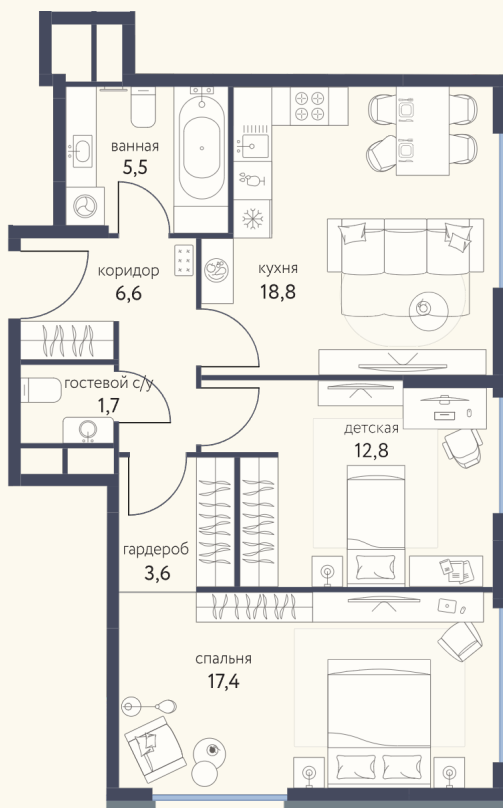 ванная
5,5
коридор
6,6
кухня
18,8
гостевой с/у
1,7
детская
12,8
гардероб
3,6
спальня
17,4